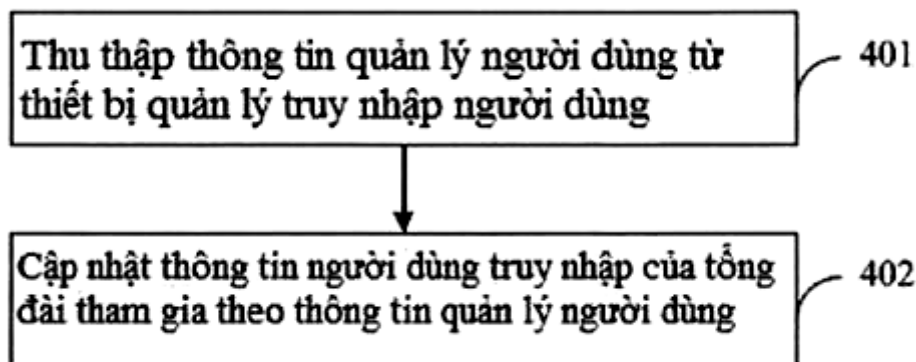 Thu thập thông tin quản lý người dùng từ
thiết bị quản lý truy nhập người dùng
401
Cập nhật thông tin người dùng truy nhập của tổng
đài tham gia theo thông tin quản lý người dùng
402